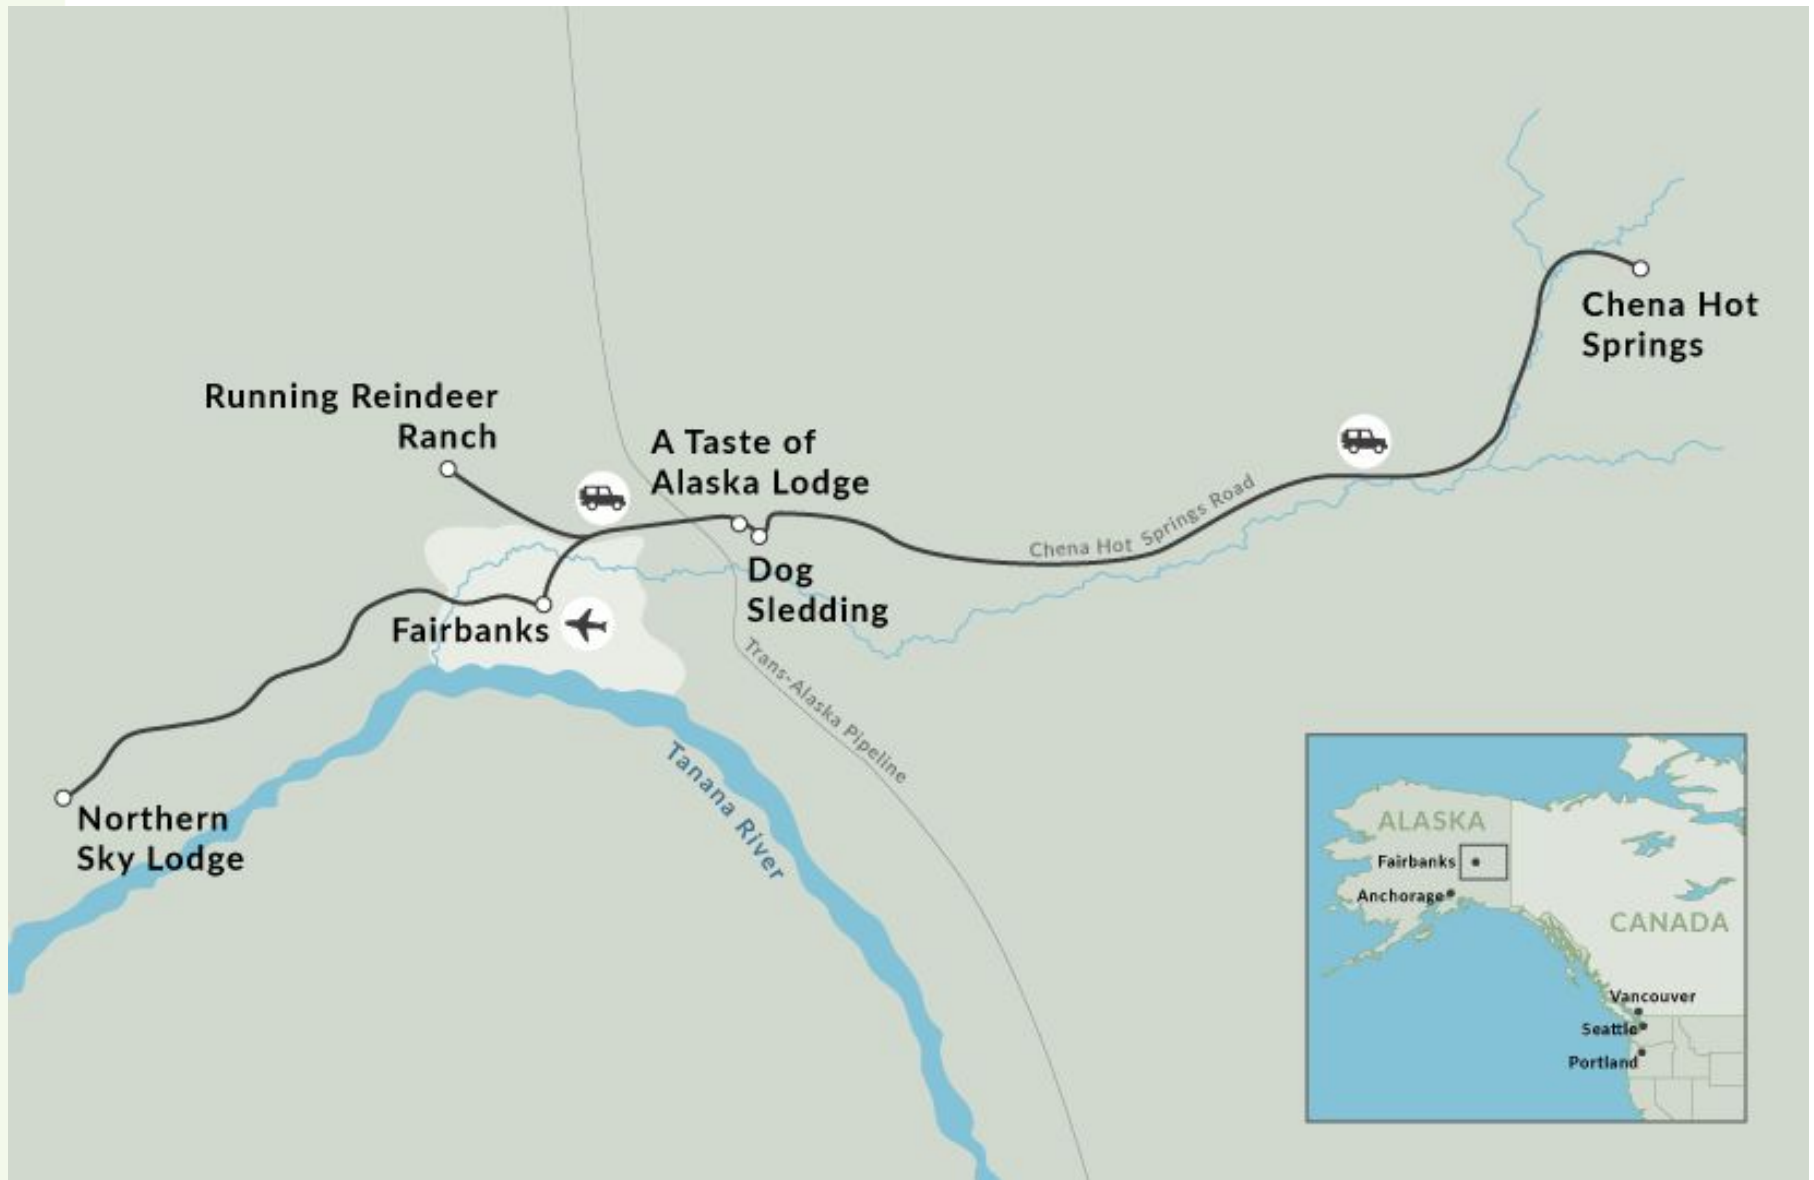 Running Reindeer
Ranch
A Taste of
Alaska Lodge
Dog
Sledding
Chena Hot Springs Road
Chena Hot
Springs
Fairbanks
Trans-Alaska Pipeline
Tanana River
Northern
Sky Lodge
ALASKA
Fairbanks
Anchorage
CANADA
Vancouver
Seattle
Portland